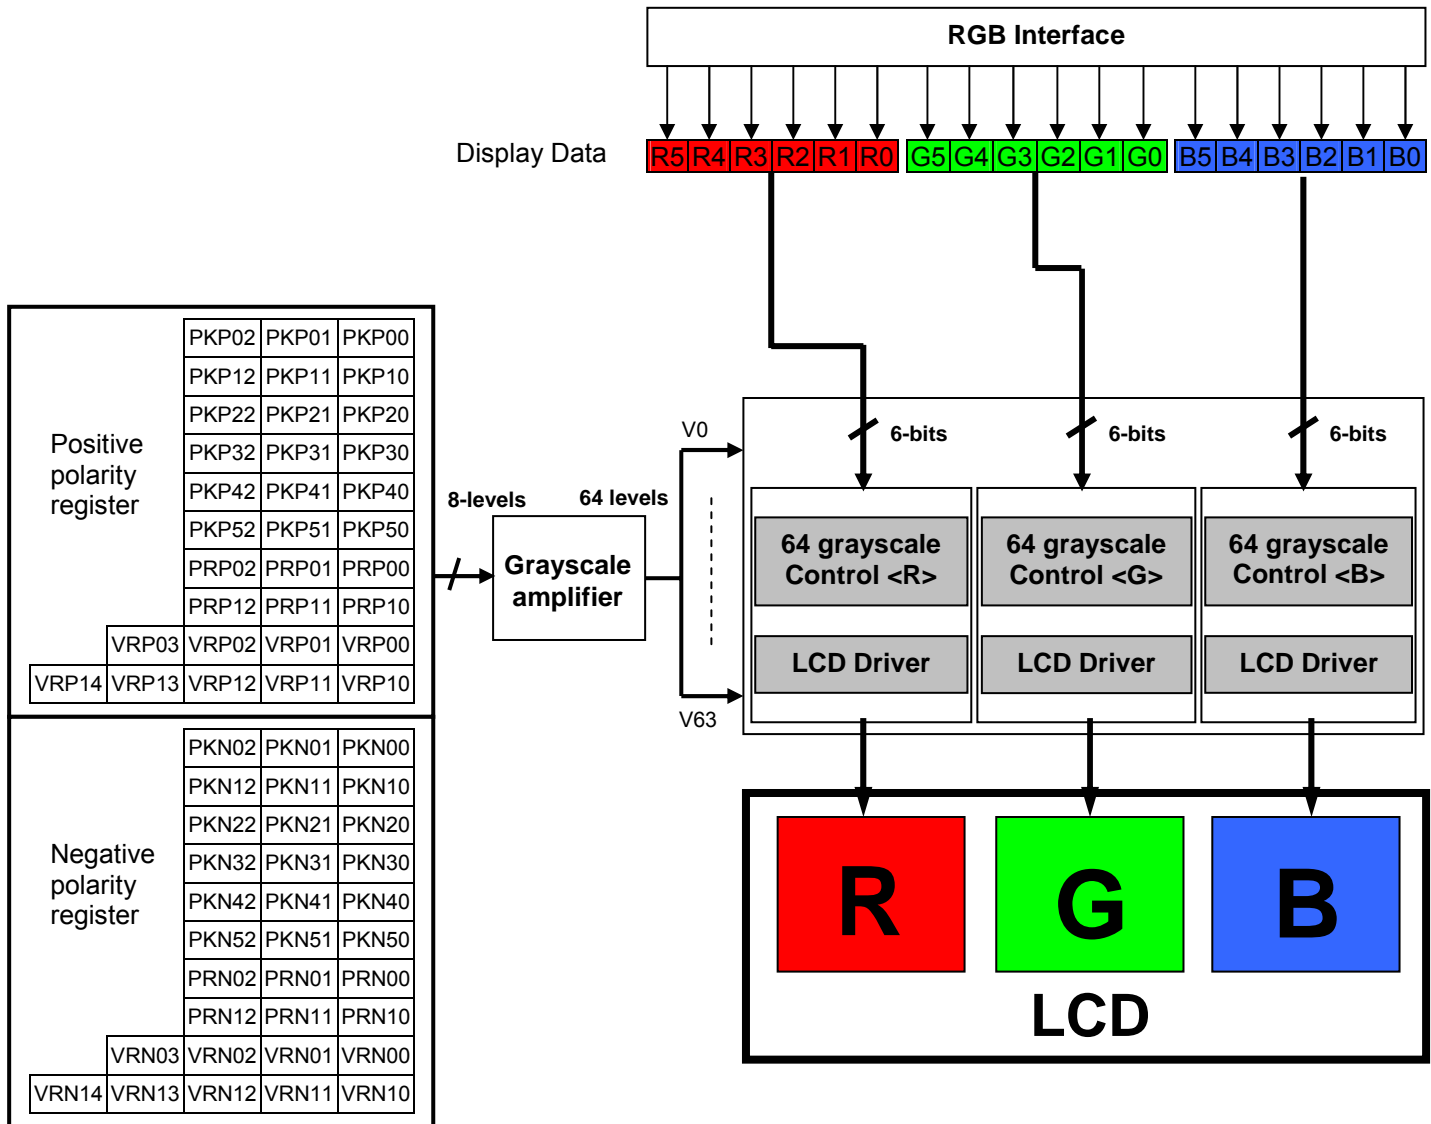 RGB Interface
Display Data
R5 R4 R3 R2 R1 R0 G5 G4 G3 G2 G1 G0 B5 B4 B3 B2 B1 B0
Positive
polarity
register
PKP02 PKP01 PKP00
PKP12 PKP11 PKP10
PKP22 PKP21 PKP20
PKP32 PKP31 PKP30
PKP42 PKP41 PKP40
PKP52 PKP51 PKP50
PRP02 PRP01 PRP00
PRP12 PRP11 PRP10
VRP03 VRP02 VRP01 VRP00
VRP14 VRP13 VRP12 VRP11 VRP10
Negative
polarity
register
PKN02 PKN01 PKN00
PKN12 PKN11 PKN10
PKN22 PKN21 PKN20
PKN32 PKN31 PKN30
PKN42 PKN41 PKN40
PKN52 PKN51 PKN50
PRN02 PRN01 PRN00
PRN12 PRN11 PRN10
VRN03 VRN02 VRN01 VRN00
VRN14 VRN13 VRN12 VRN11 VRN10
8-levels
64 levels
Grayscale
amplifier
V0
V63
6-bits
6-bits
6-bits
64 grayscale
Control <R>
LCD Driver
64 grayscale
Control <G>
LCD Driver
64 grayscale
Control <B>
LCD Driver
R
G
B
LCD